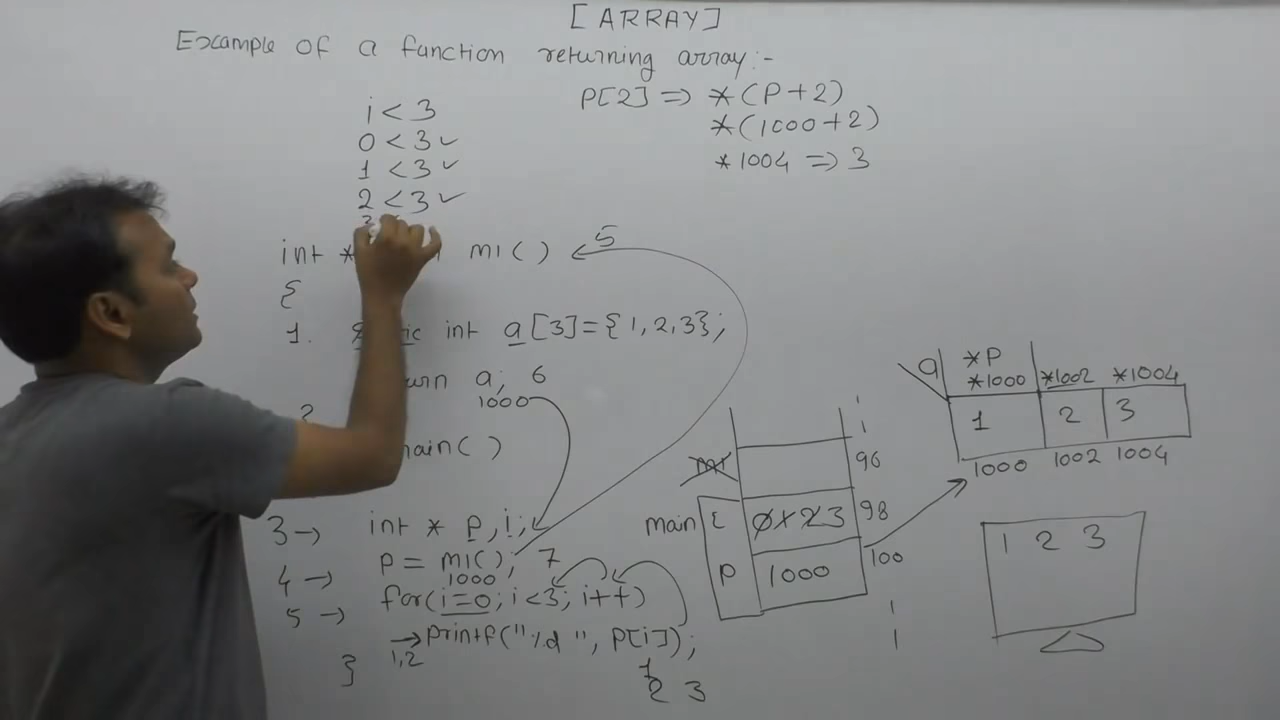 [ARRAY]
Example of a function returning array:-
i < 3
0 < 3 ✓
1 < 3 ✓
2 < 3 ✓
P[2] => *(P+2)
*(1000+2)
*1004 => 3
int * m1() 5
{
1. int a[3]={1,2,3};
a; 6
1000
2
main()
3 → int * p,i;
4 → p = m1(); 7
1000
5 → for(i=0; i<3; i++)
→ printf("%d", P[i]);
1,2
1
2 3
}
m1
96
main i 0 1 2 3 98
P 1000 100
a *P
*1000 *1002 *1004
1 2 3
1000 1002 1004
1 2 3